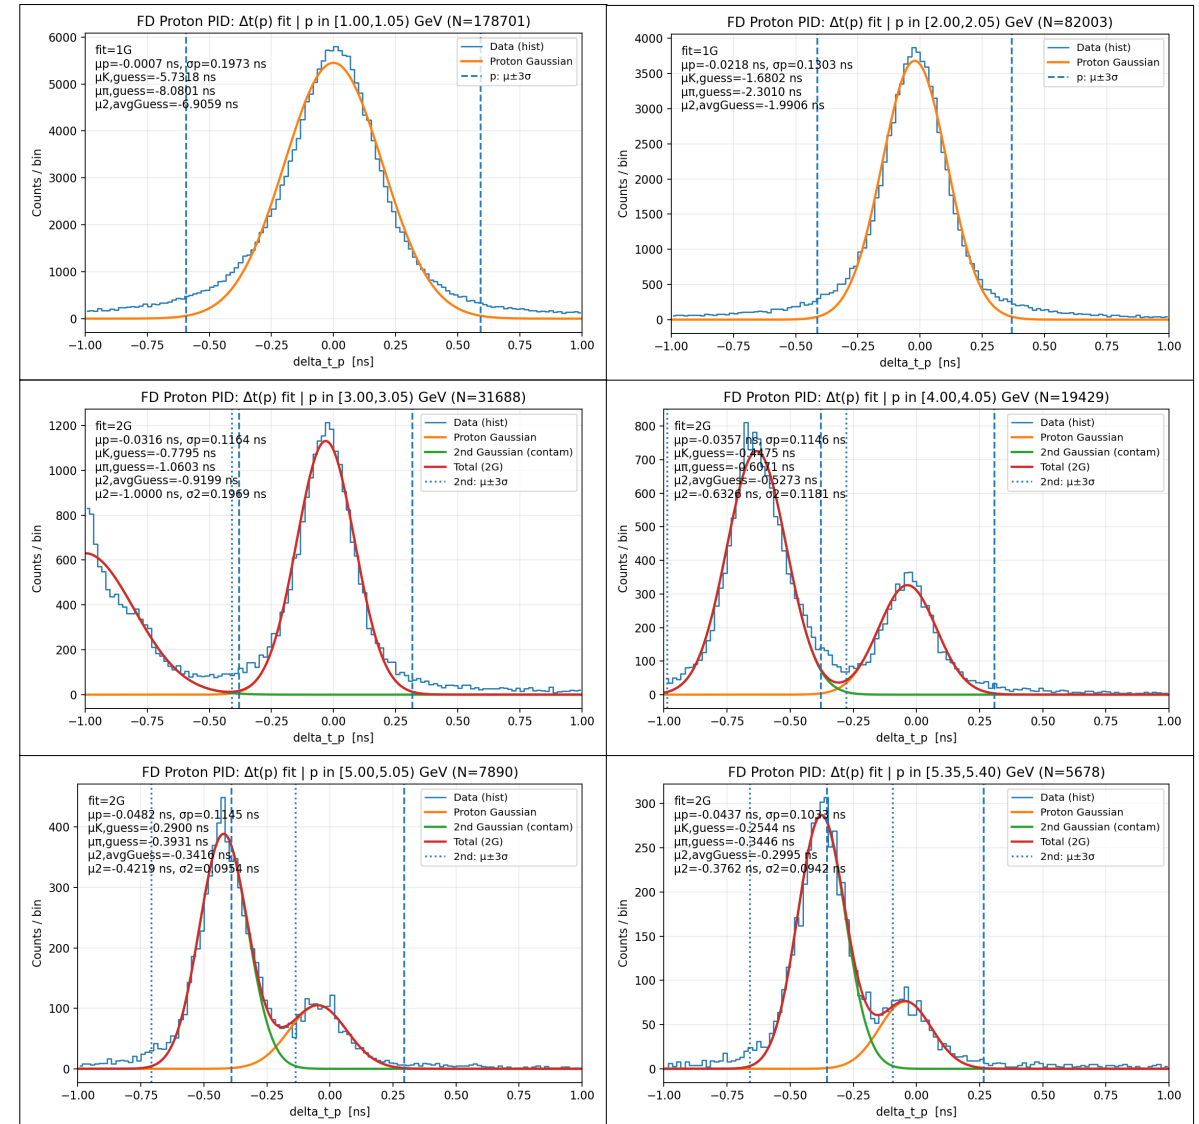 FD Proton PID: Δt(p) fit | p in [1.00,1.05) GeV (N=178701)
fit=1G
μp=-0.0007 ns, σp=0.1973 ns
μK,guess=-5.7318 ns
μπ,guess=-8.0801 ns
μ2,avgGuess=-6.9059 ns
Data (hist)
Proton Gaussian
p: μ±3σ
Counts / bin
6000
5000
4000
3000
2000
1000
0
−1.00 −0.75 −0.50 −0.25 0.00 0.25 0.50 0.75 1.00
delta_t_p [ns]
FD Proton PID: Δt(p) fit | p in [2.00,2.05) GeV (N=82003)
fit=1G
μp=-0.0218 ns, σp=0.1303 ns
μK,guess=-1.6802 ns
μπ,guess=-2.3010 ns
μ2,avgGuess=-1.9906 ns
Data (hist)
Proton Gaussian
p: μ±3σ
Counts / bin
4000
3500
3000
2500
2000
1500
1000
500
0
−1.00 −0.75 −0.50 −0.25 0.00 0.25 0.50 0.75 1.00
delta_t_p [ns]
FD Proton PID: Δt(p) fit | p in [3.00,3.05) GeV (N=31688)
fit=2G
μp=-0.0316 ns, σp=0.1164 ns
μK,guess=-0.7795 ns
μπ,guess=-1.0603 ns
μ2,avgGuess=-0.9199 ns
μ2=-1.0000 ns, σ2=0.1969 ns
Data (hist)
Proton Gaussian
2nd Gaussian (contam)
Total (2G)
2nd: μ±3σ
Counts / bin
1200
1000
800
600
400
200
0
−1.00 −0.75 −0.50 −0.25 0.00 0.25 0.50 0.75 1.00
delta_t_p [ns]
FD Proton PID: Δt(p) fit | p in [4.00,4.05) GeV (N=19429)
fit=2G
μp=-0.0357 ns, σp=0.1146 ns
μK,guess=-0.4475 ns
μπ,guess=-0.6071 ns
μ2,avgGuess=-0.5273 ns
μ2=-0.6326 ns, σ2=0.1181 ns
Data (hist)
Proton Gaussian
2nd Gaussian (contam)
Total (2G)
2nd: μ±3σ
Counts / bin
800
700
600
500
400
300
200
100
0
−1.00 −0.75 −0.50 −0.25 0.00 0.25 0.50 0.75 1.00
delta_t_p [ns]
FD Proton PID: Δt(p) fit | p in [5.00,5.05) GeV (N=7890)
fit=2G
μp=-0.0482 ns, σp=0.1145 ns
μK,guess=-0.2900 ns
μπ,guess=-0.3931 ns
μ2,avgGuess=-0.3416 ns
μ2=-0.4219 ns, σ2=0.0954 ns
Data (hist)
Proton Gaussian
2nd Gaussian (contam)
Total (2G)
2nd: μ±3σ
Counts / bin
400
300
200
100
0
−1.00 −0.75 −0.50 −0.25 0.00 0.25 0.50 0.75 1.00
delta_t_p [ns]
FD Proton PID: Δt(p) fit | p in [5.35,5.40) GeV (N=5678)
fit=2G
μp=-0.0437 ns, σp=0.1033 ns
μK,guess=-0.2544 ns
μπ,guess=-0.3446 ns
μ2,avgGuess=-0.2995 ns
μ2=-0.3762 ns, σ2=0.0942 ns
Data (hist)
Proton Gaussian
2nd Gaussian (contam)
Total (2G)
2nd: μ±3σ
Counts / bin
300
250
200
150
100
50
0
−1.00 −0.75 −0.50 −0.25 0.00 0.25 0.50 0.75 1.00
delta_t_p [ns]